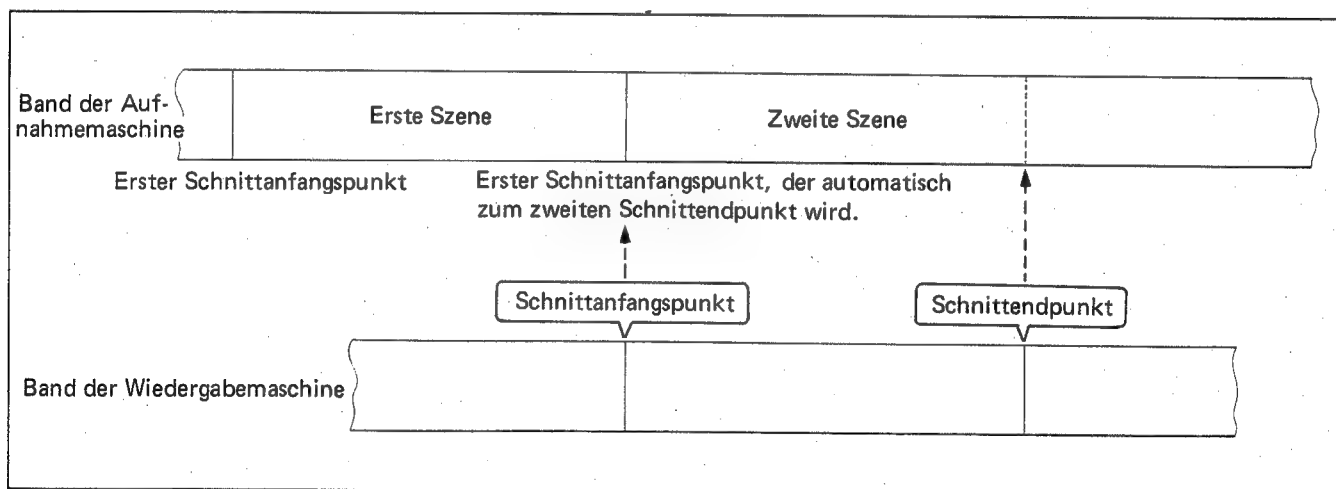 Band der Auf-
nahmemaschine
Erste Szene
Zweite Szene
Erster Schnittanfangspunkt
Erster Schnittanfangspunkt, der automatisch
zum zweiten Schnittendpunkt wird.
Schnittanfangspunkt
Schnittendpunkt
Band der Wiedergabemaschine